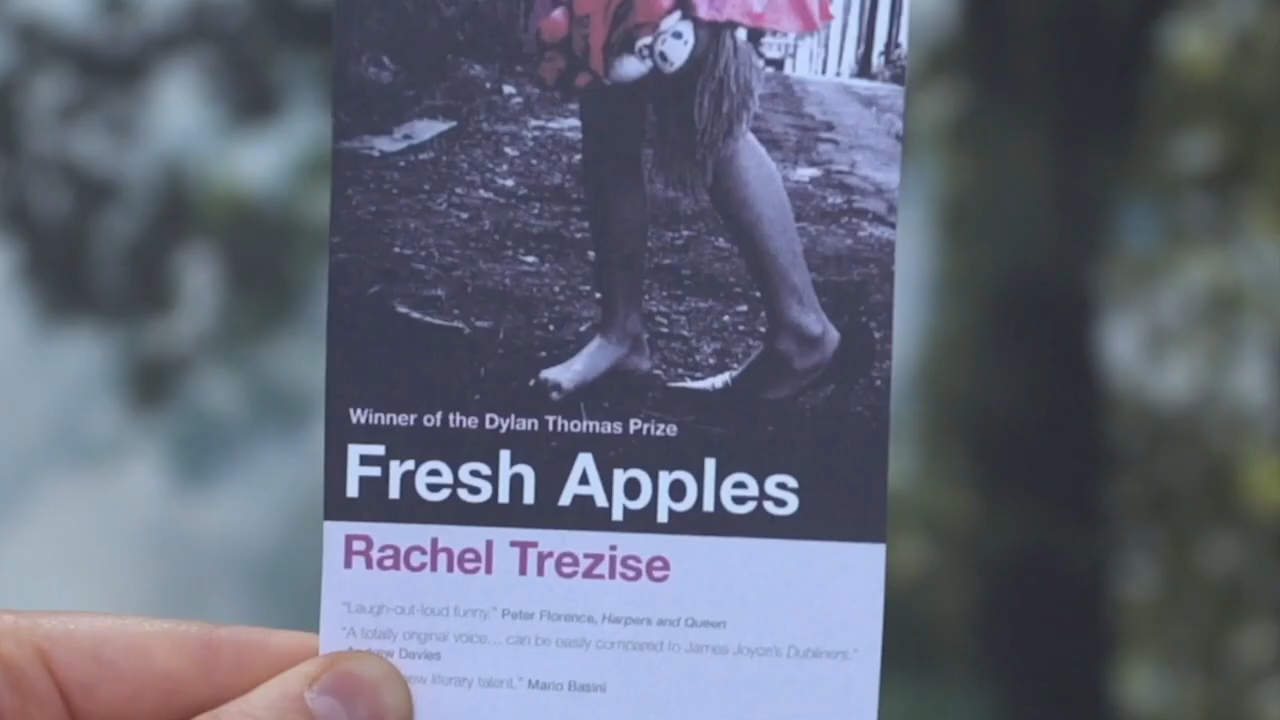 Winner of the Dylan Thomas Prize
Fresh Apples
Rachel Trezise
"Laugh-out-loud funny." Peter Florence, Harpers and Queen
"A totally original voice... can be easily compared to James Joyce's Dubliners."
Andrew Davies
new literary talent." Mario Basini